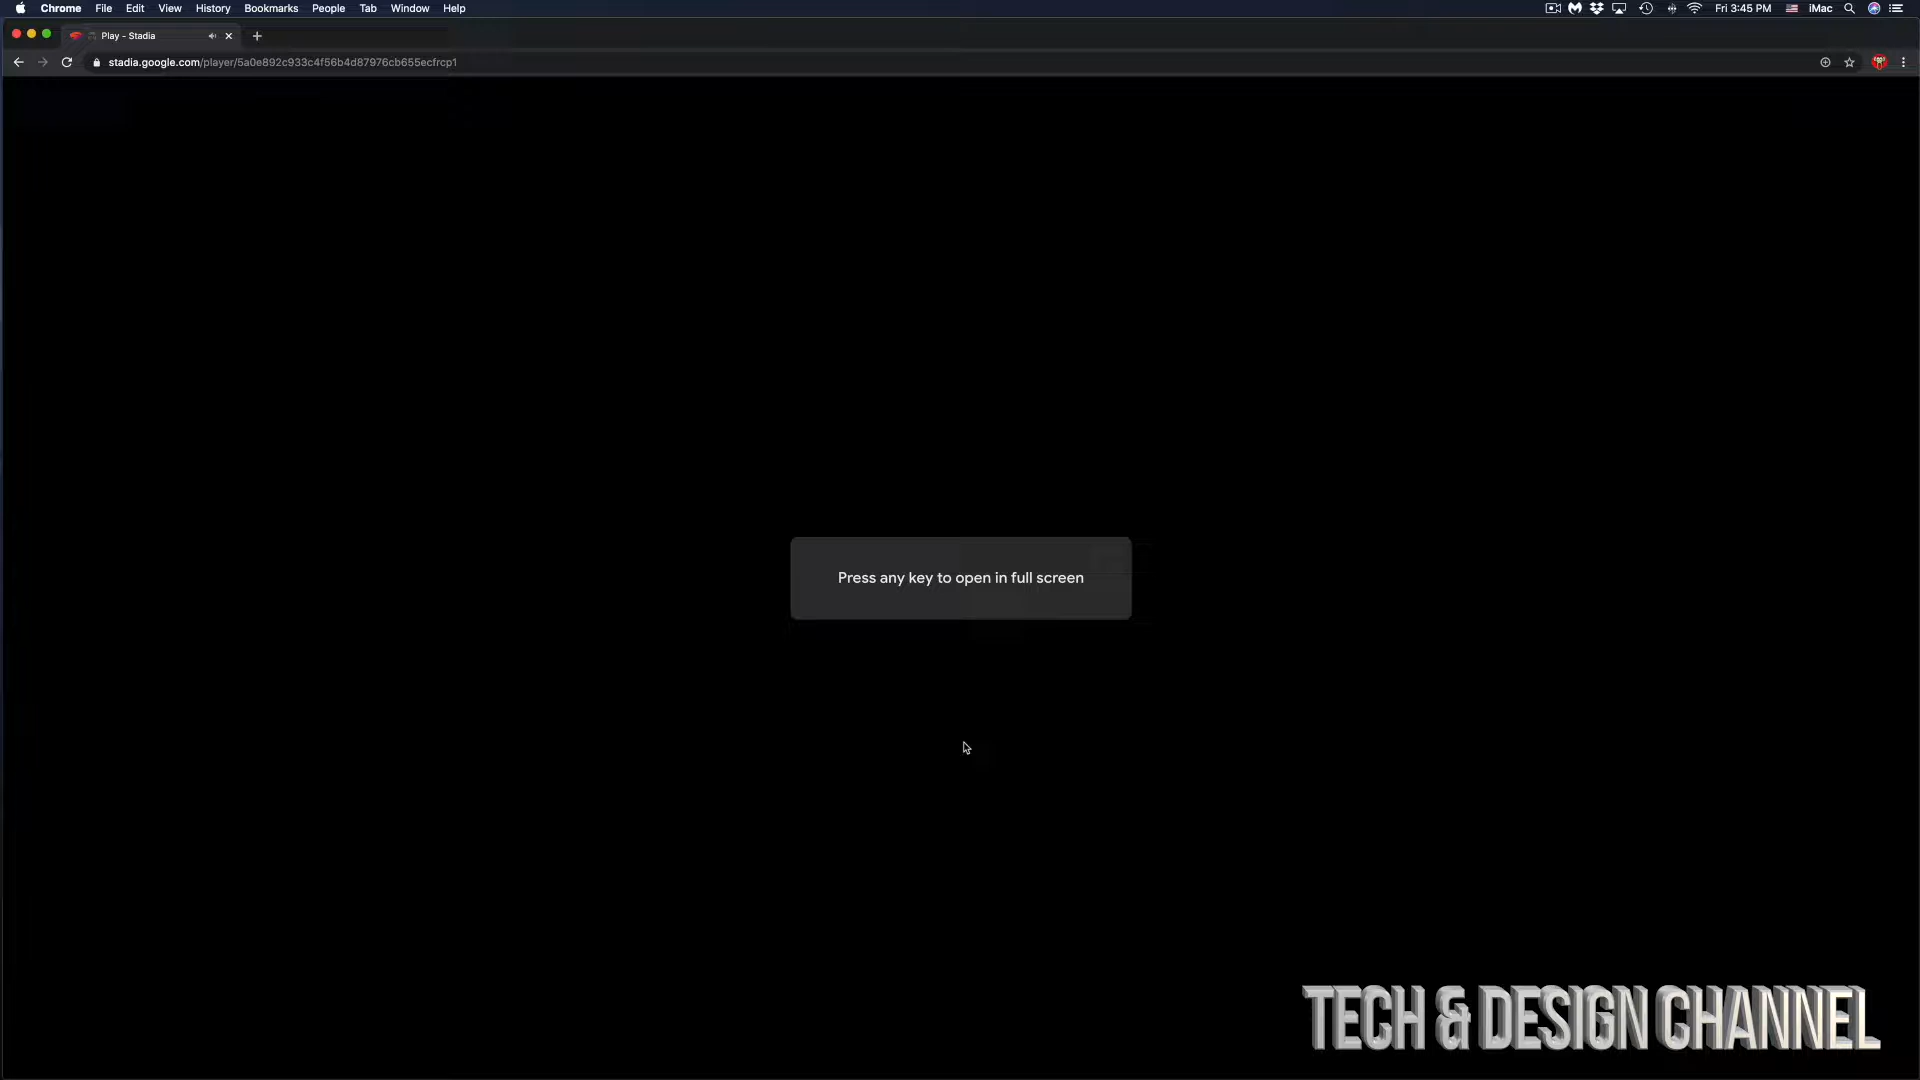 Chrome File Edit View History Bookmarks People Tab Window Help Fri 3:45 PM iMac
Play - Stadia
stadia.google.com/player/5a0e892c933c4f56b4d87976cb655ecfrcp1
Press any key to open in full screen
TECH & DESIGN CHANNEL